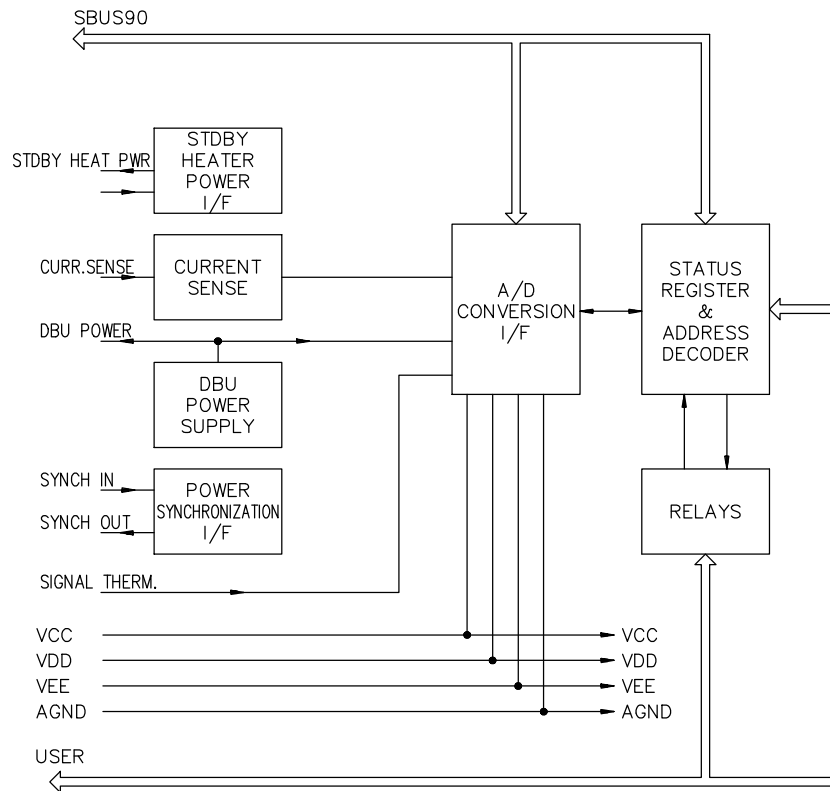 SBUS90
STDBY HEAT PWR
STDBY
HEATER
POWER
I/F
CURR.SENSE
CURRENT
SENSE
A/D
CONVERSION
I/F
STATUS
REGISTER
&
ADDRESS
DECODER
DBU POWER
DBU
POWER
SUPPLY
SYNCH IN
SYNCH OUT
POWER
SYNCHRONIZATION
I/F
RELAYS
SIGNAL THERM.
VCC VCC
VDD VDD
VEE VEE
AGND AGND
USER